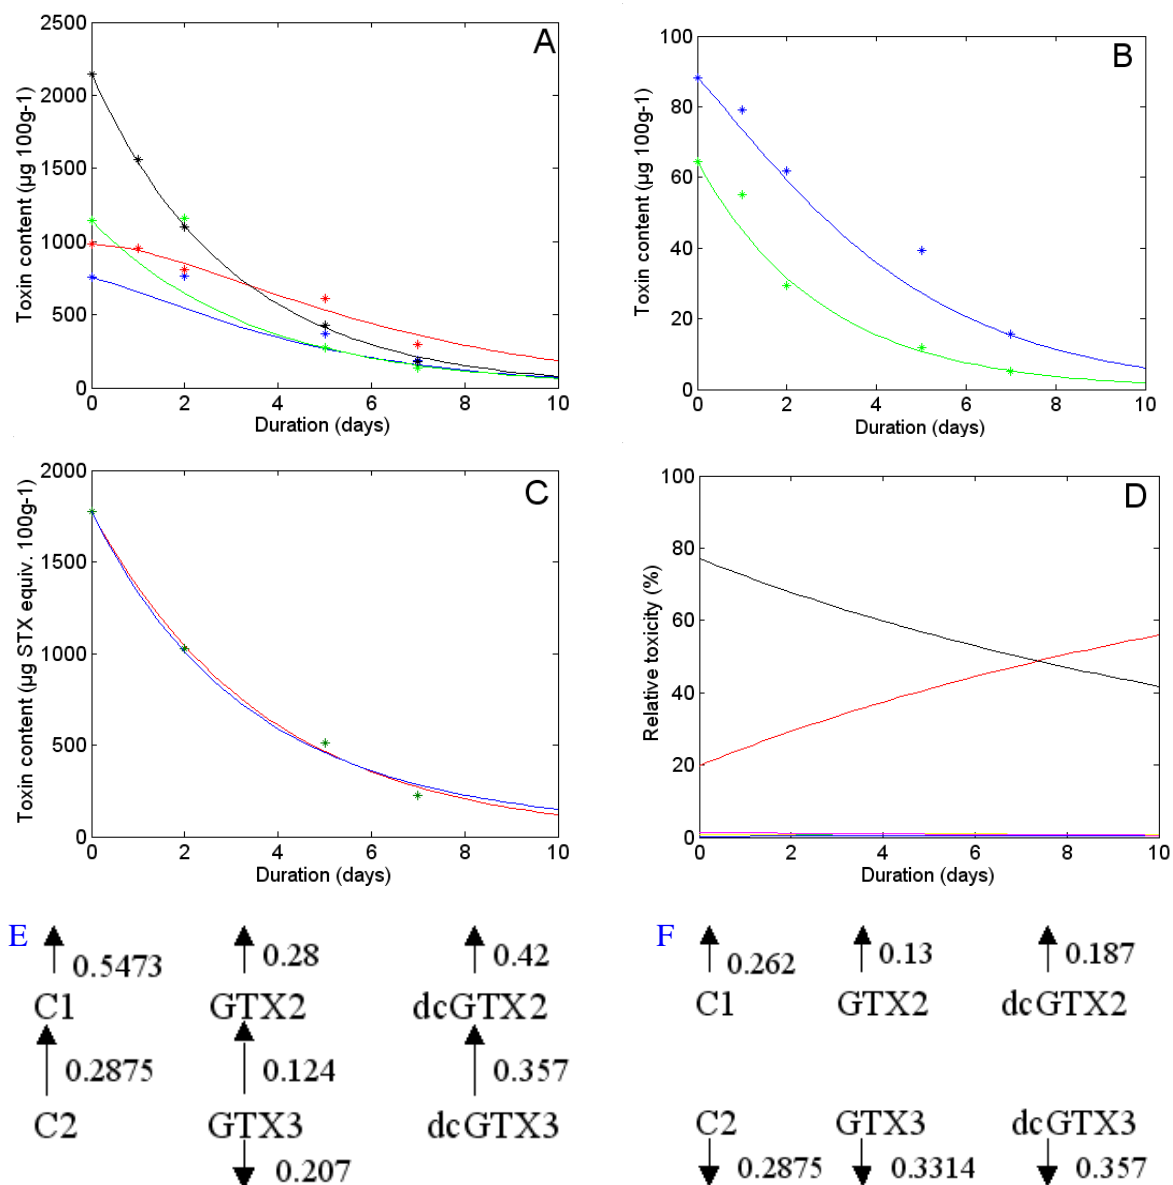 A
Toxin content (µg 100g-1)
2500
2000
1500
1000
500
0
0 2 4 6 8 10
Duration (days)
B
Toxin content (µg 100g-1)
100
80
60
40
20
0
0 2 4 6 8 10
Duration (days)
C
Toxin content (µg STX equiv. 100g-1)
2000
1500
1000
500
0
0 2 4 6 8 10
Duration (days)
D
Relative toxicity (%)
100
80
60
40
20
0
0 2 4 6 8 10
Duration (days)
E
0.5473 0.28 0.42
C1 GTX2 dcGTX2
0.2875 0.124 0.357
C2 GTX3 dcGTX3
0.207
F
0.262 0.13 0.187
C1 GTX2 dcGTX2
C2 GTX3 dcGTX3
0.2875 0.3314 0.357